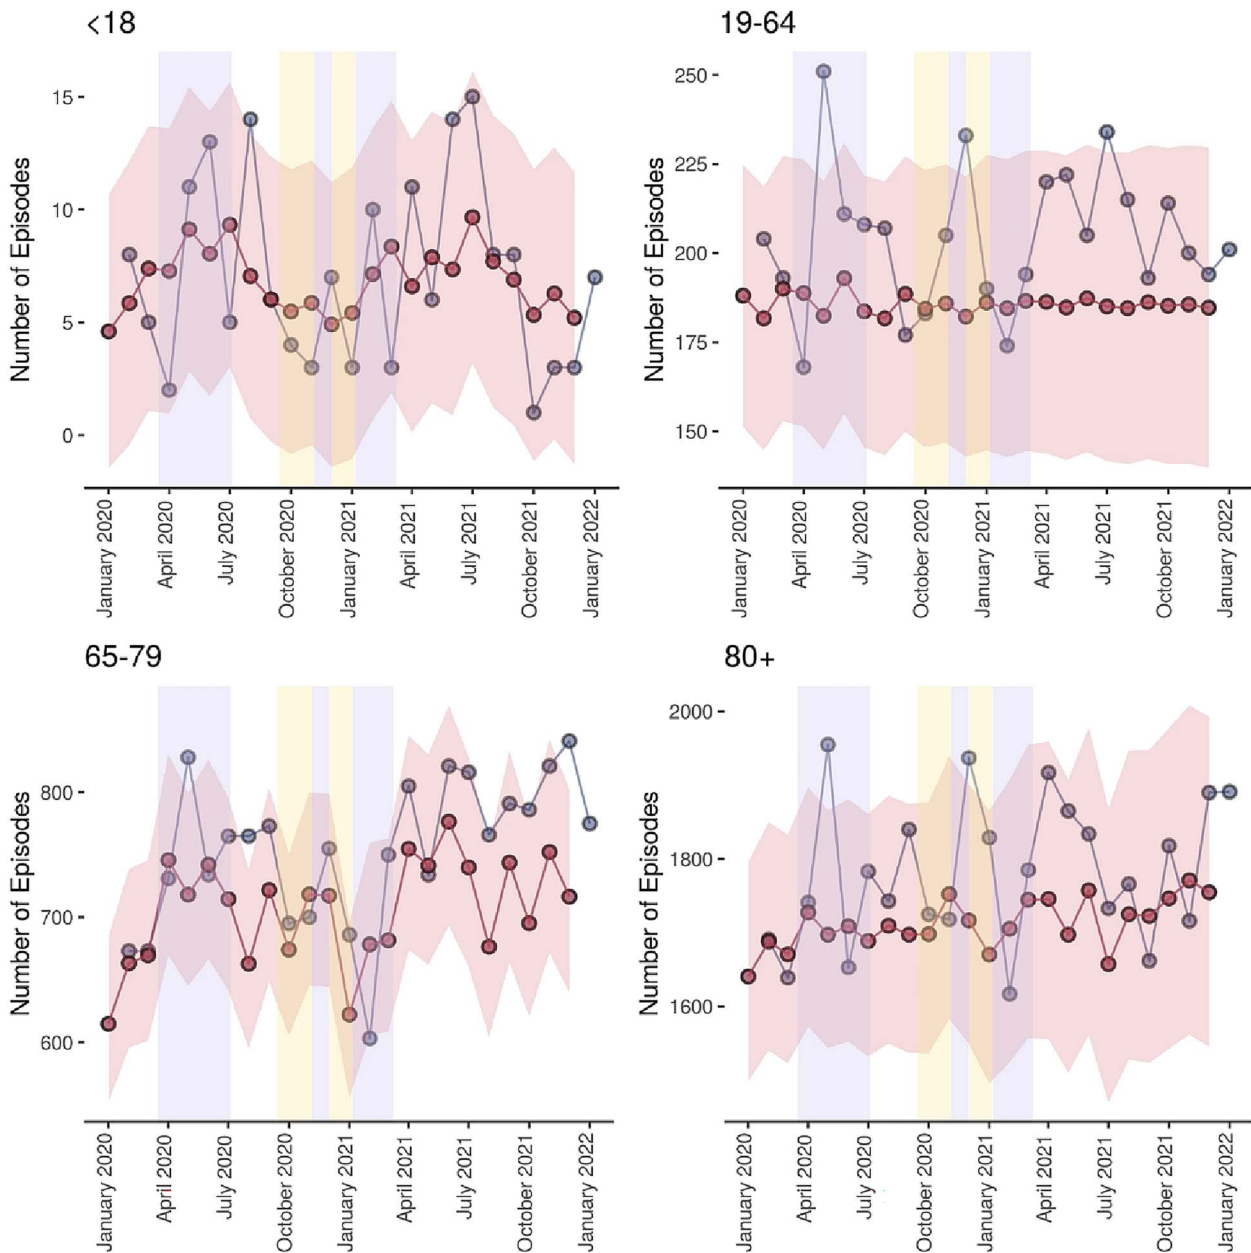 <18
Number of Episodes
15
10
5
0
January 2020
April 2020
July 2020
October 2020
January 2021
April 2021
July 2021
October 2021
January 2022
19-64
Number of Episodes
250
225
200
175
150
January 2020
April 2020
July 2020
October 2020
January 2021
April 2021
July 2021
October 2021
January 2022
65-79
Number of Episodes
800
700
600
January 2020
April 2020
July 2020
October 2020
January 2021
April 2021
July 2021
October 2021
January 2022
80+
Number of Episodes
2000
1800
1600
January 2020
April 2020
July 2020
October 2020
January 2021
April 2021
July 2021
October 2021
January 2022